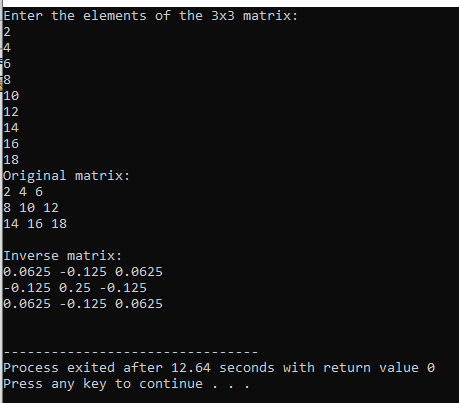 Enter the elements of the 3x3 matrix:
2
4
6
8
10
12
14
16
18
Original matrix:
2 4 6
8 10 12
14 16 18
Inverse matrix:
0.0625 -0.125 0.0625
-0.125 0.25 -0.125
0.0625 -0.125 0.0625
--------------------------------
Process exited after 12.64 seconds with return value 0
Press any key to continue . . .